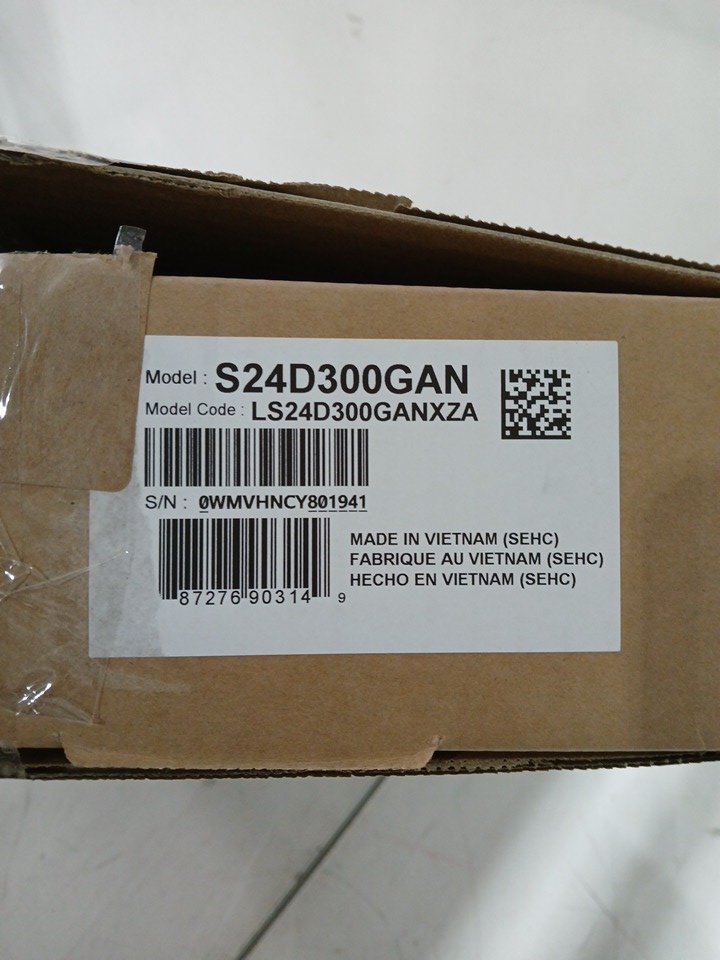 Model : S24D300GAN
Model Code : LS24D300GANXZA
S/N : 0WMVHNCY801941
MADE IN VIETNAM (SEHC)
FABRIQUE AU VIETNAM (SEHC)
HECHO EN VIETNAM (SEHC)
87276 90314 9